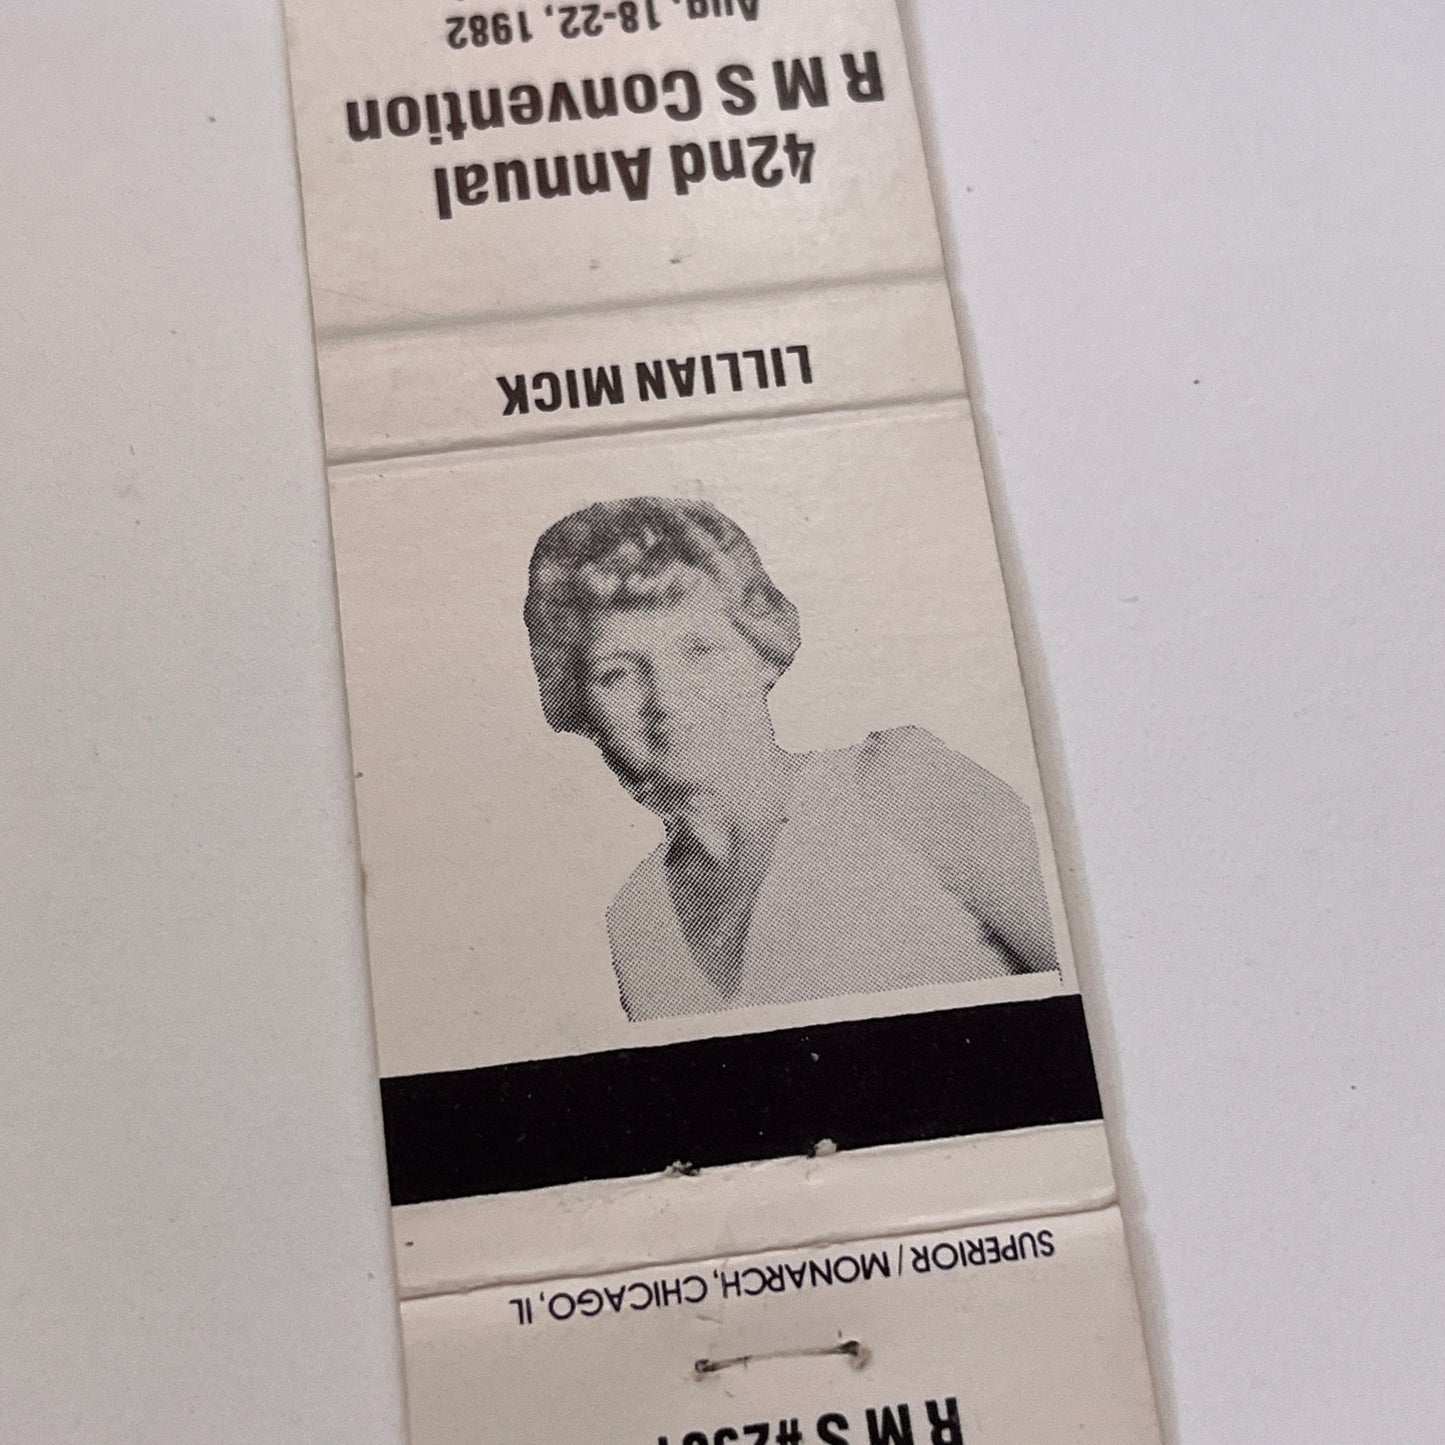 LILLIAN MICK
42nd Annual
R M S Convention
Aug. 18-22, 1982
R M S
SUPERIOR / MONARCH, CHICAGO, IL